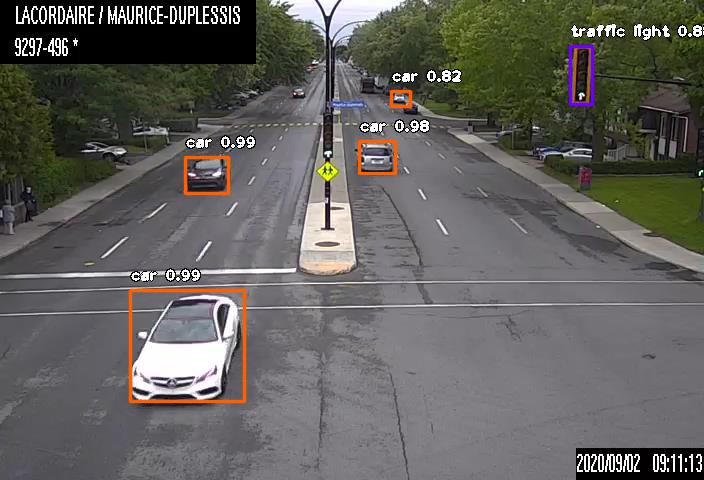 LACORDAIRE / MAURICE-DUPLESSIS
9297-496 *
traffic light 0.8
car 0.82
car 0.98
car 0.99
car 0.99
2020/09/02 09:11:13